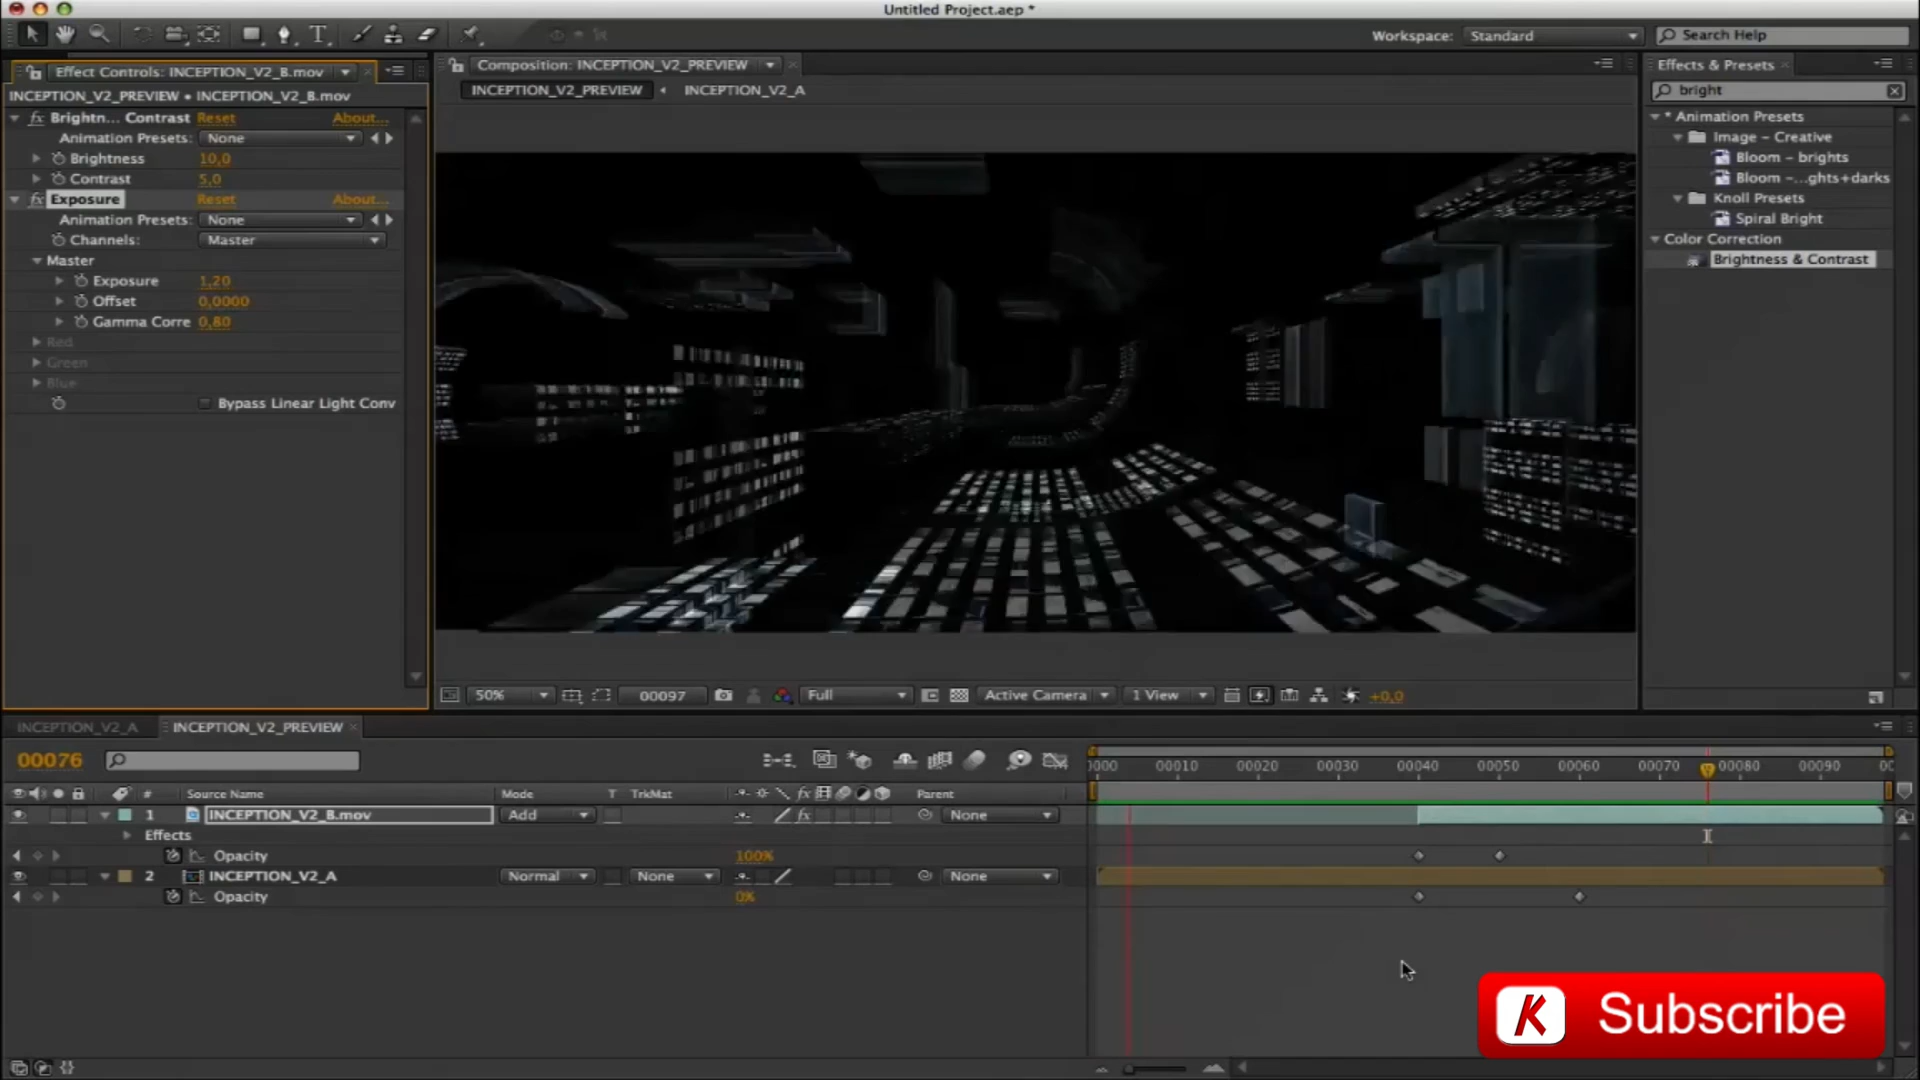 Untitled Project.aep *
Workspace: Standard
Search Help
Effect Controls: INCEPTION_V2_B.mov
INCEPTION_V2_PREVIEW • INCEPTION_V2_B.mov
Brightn... Contrast Reset About...
Animation Presets: None
Brightness 10,0
Contrast 5,0
Exposure Reset About...
Animation Presets: None
Channels: Master
Master
Exposure 1,20
Offset 0,0000
Gamma Corre 0,80
Red
Green
Blue
Bypass Linear Light Conv
Composition: INCEPTION_V2_PREVIEW
INCEPTION_V2_PREVIEW INCEPTION_V2_A
50% 00097 Full Active Camera 1 View +0,0
Effects & Presets
bright
* Animation Presets
Image – Creative
Bloom – brights
Bloom –...ghts+darks
Knoll Presets
Spiral Bright
Color Correction
Brightness & Contrast
INCEPTION_V2_A INCEPTION_V2_PREVIEW
00076
0000 00010 00020 00030 00040 00050 00060 00070 00080 00090 00
# Source Name Mode T TrkMat fx Parent
1 INCEPTION_V2_B.mov Add fx None
Effects
Opacity 100%
2 INCEPTION_V2_A Normal None None
Opacity 0%
K Subscribe